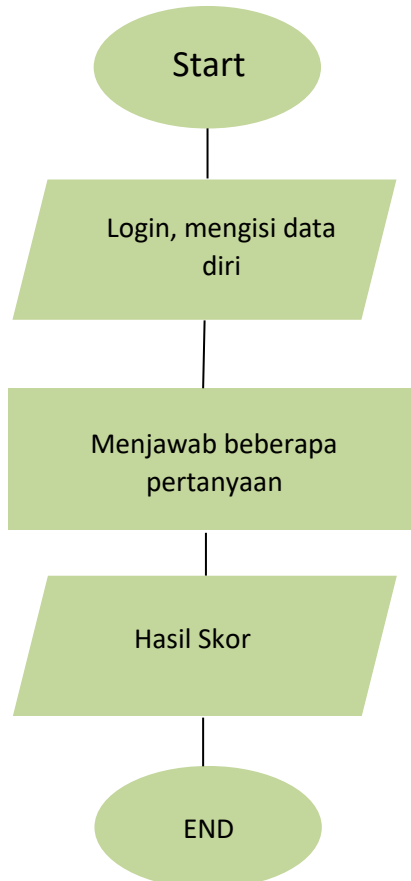 Start
Login, mengisi data
diri
Menjawab beberapa
pertanyaan
Hasil Skor
END